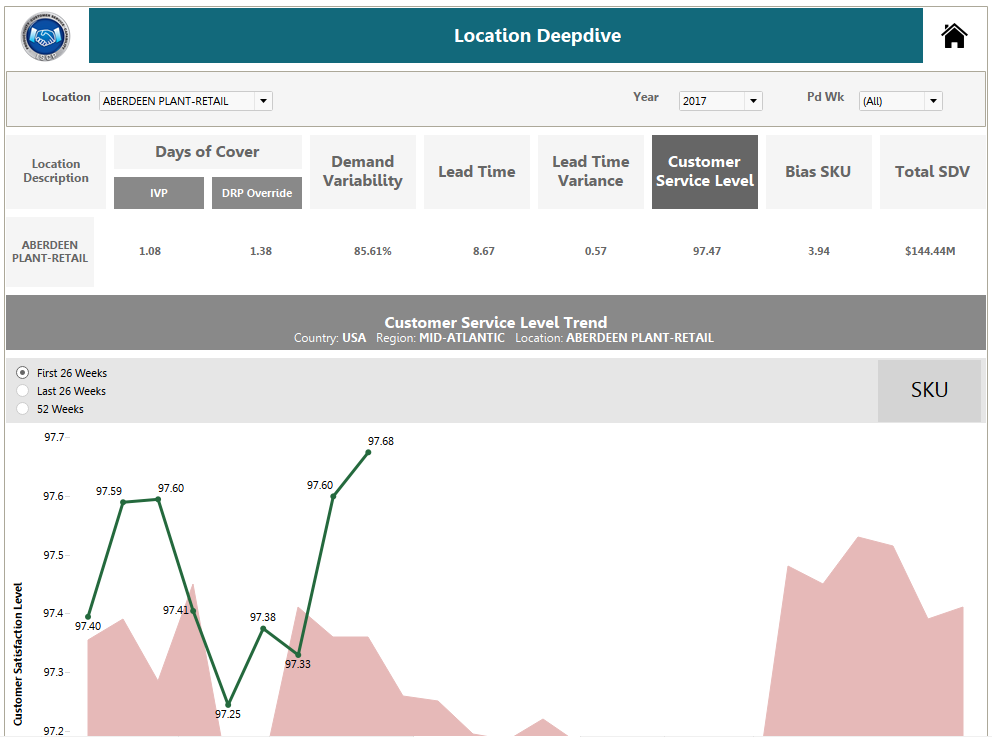 Location Deepdive
Location ABERDEEN PLANT-RETAIL Year 2017 Pd Wk (All)
Location
Description
Days of Cover
IVP DRP Override
Demand
Variability
Lead Time
Lead Time
Variance
Customer
Service Level
Bias SKU
Total SDV
ABERDEEN
PLANT-RETAIL
1.08 1.38 85.61% 8.67 0.57 97.47 3.94 $144.44M
Customer Service Level Trend
Country: USA Region: MID-ATLANTIC Location: ABERDEEN PLANT-RETAIL
First 26 Weeks
Last 26 Weeks
52 Weeks
SKU
Customer Satisfaction Level
97.7
97.6
97.5
97.4
97.3
97.2
97.40
97.59
97.60
97.41
97.25
97.38
97.33
97.60
97.68